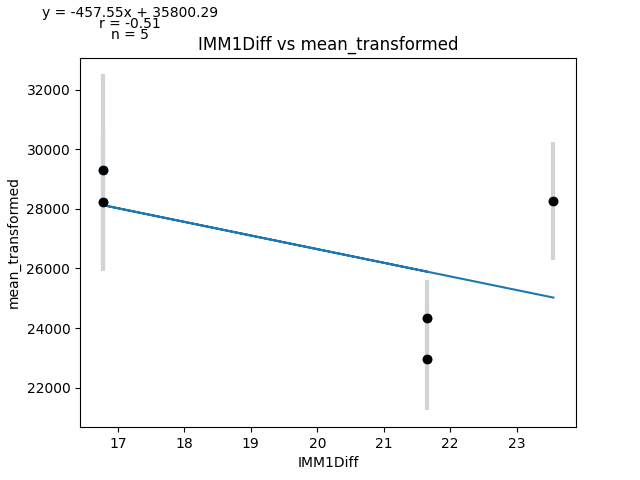 y = -457.55x + 35800.29
r = -0.51
n = 5
IMM1Diff vs mean_transformed
mean_transformed
32000
30000
28000
26000
24000
22000
17 18 19 20 21 22 23
IMM1Diff